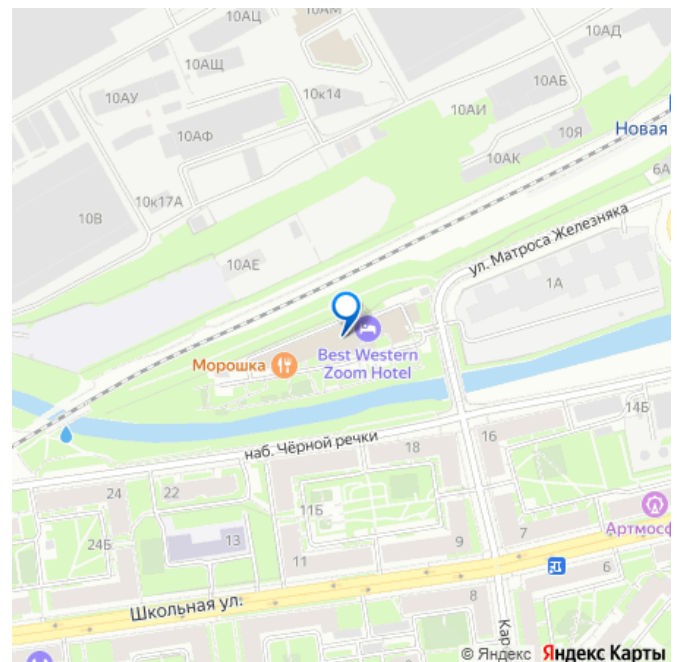 10АЦ
10АМ
10АД
10АЩ
10АУ
10к14
10АБ
10АИ
10АФ
10Я
Новая
10АК
6А
10к17А
10В
ул. Матроса Железняка
10АЕ
1А
Best Western
Zoom Hotel
Морошка
14Б
наб. Чёрной речки
18
16
24
22
11Б
Артмосф
24Б
13
9
7
11
6
8
Школьная ул.
Кар
© Яндекс Яндекс Карты